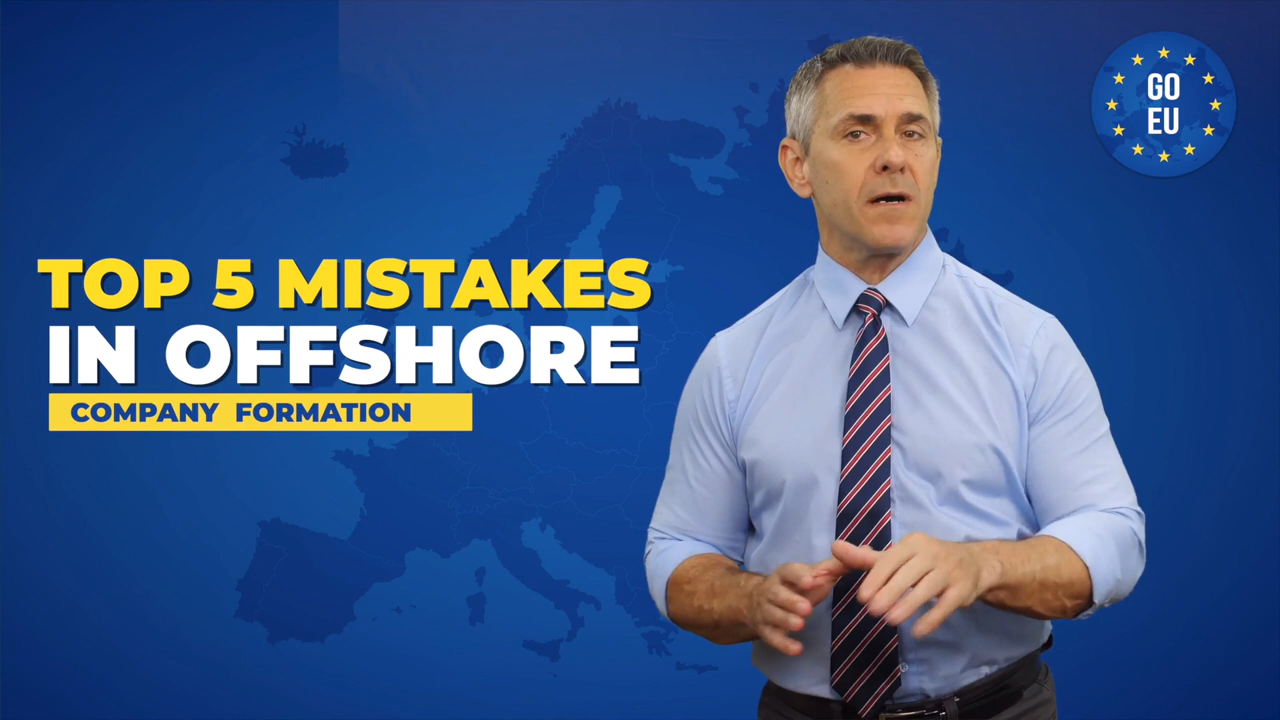 TOP 5 MISTAKES
IN OFFSHORE
COMPANY FORMATION
GO
EU